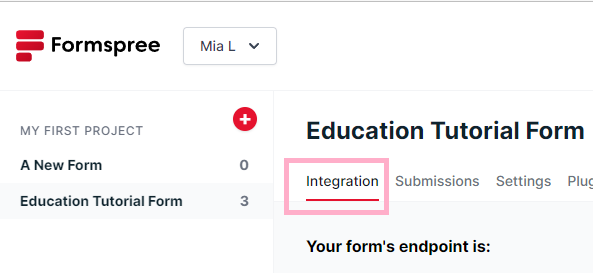 Formspree
Mia L
MY FIRST PROJECT
A New Form 0
Education Tutorial Form 3
Education Tutorial Form
Integration Submissions Settings Plug
Your form's endpoint is: